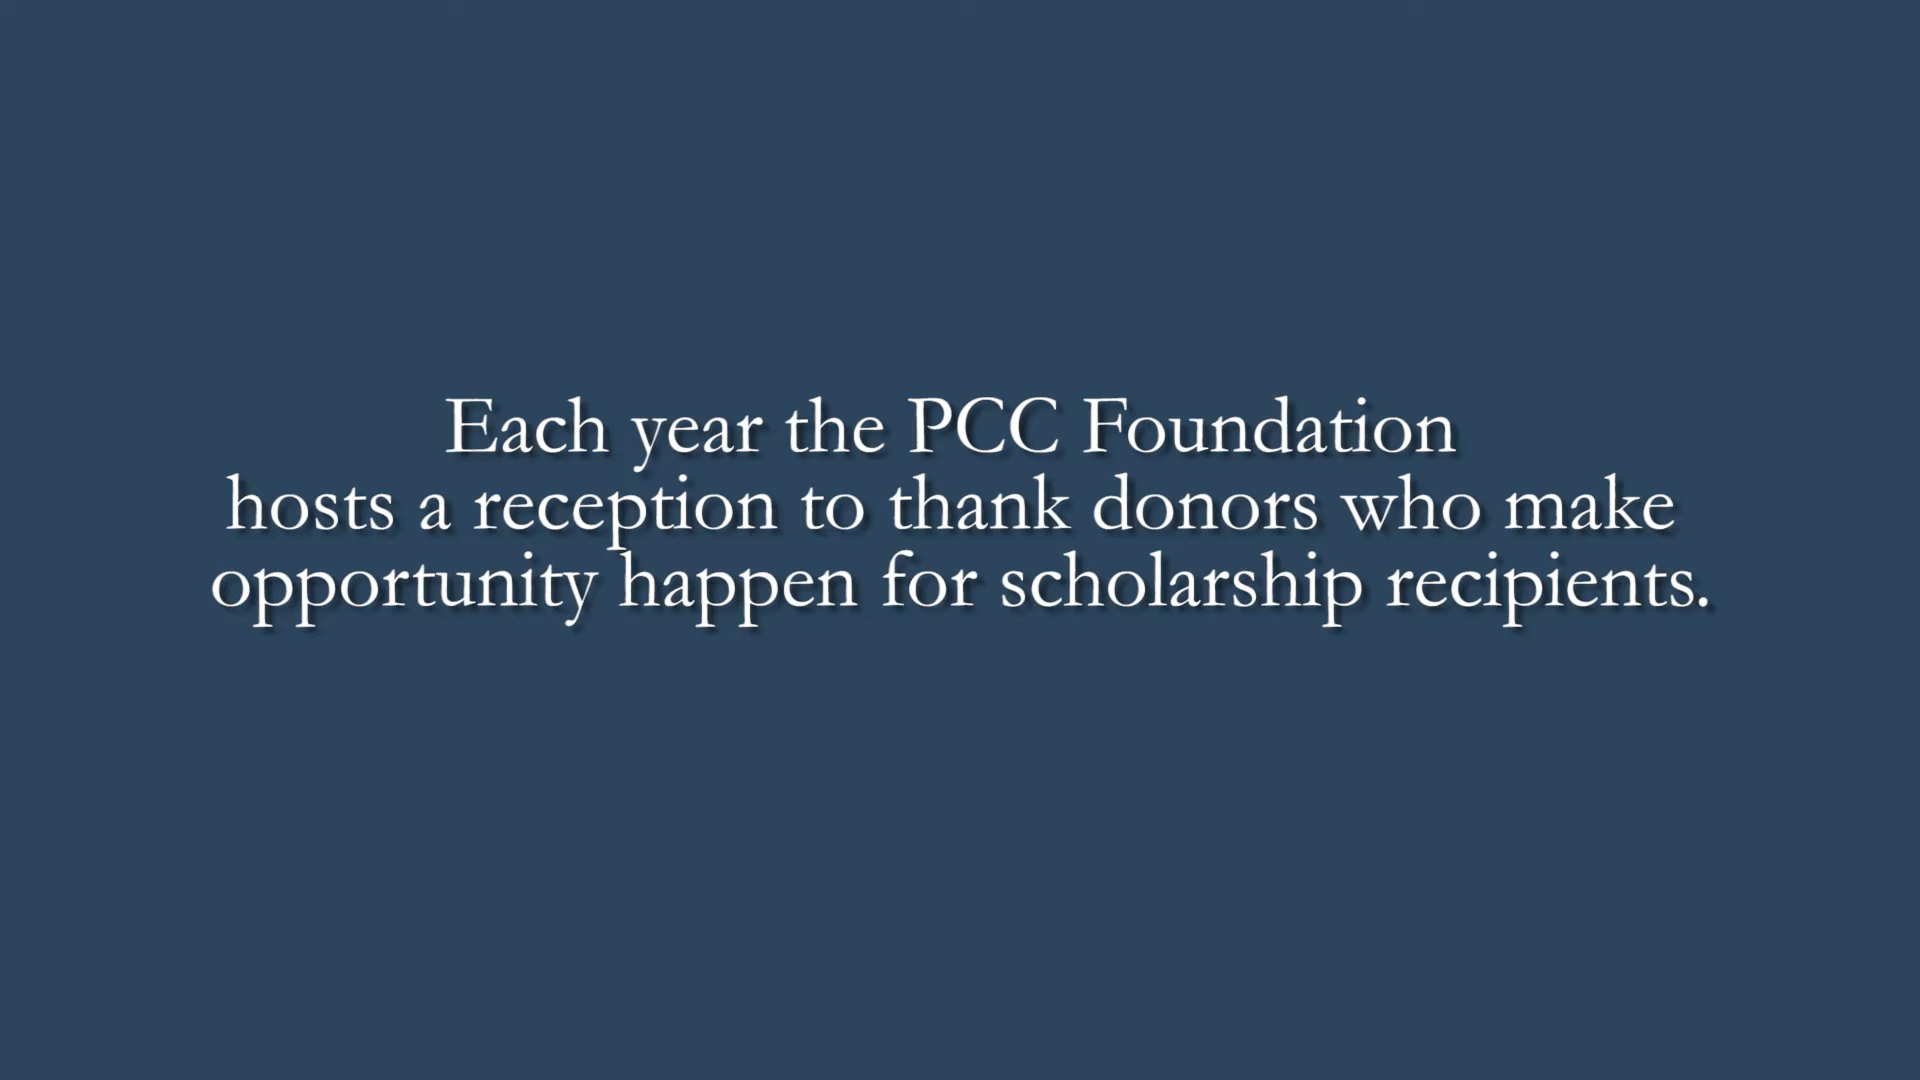 Each year the PCC Foundation
hosts a reception to thank donors who make
opportunity happen for scholarship recipients.